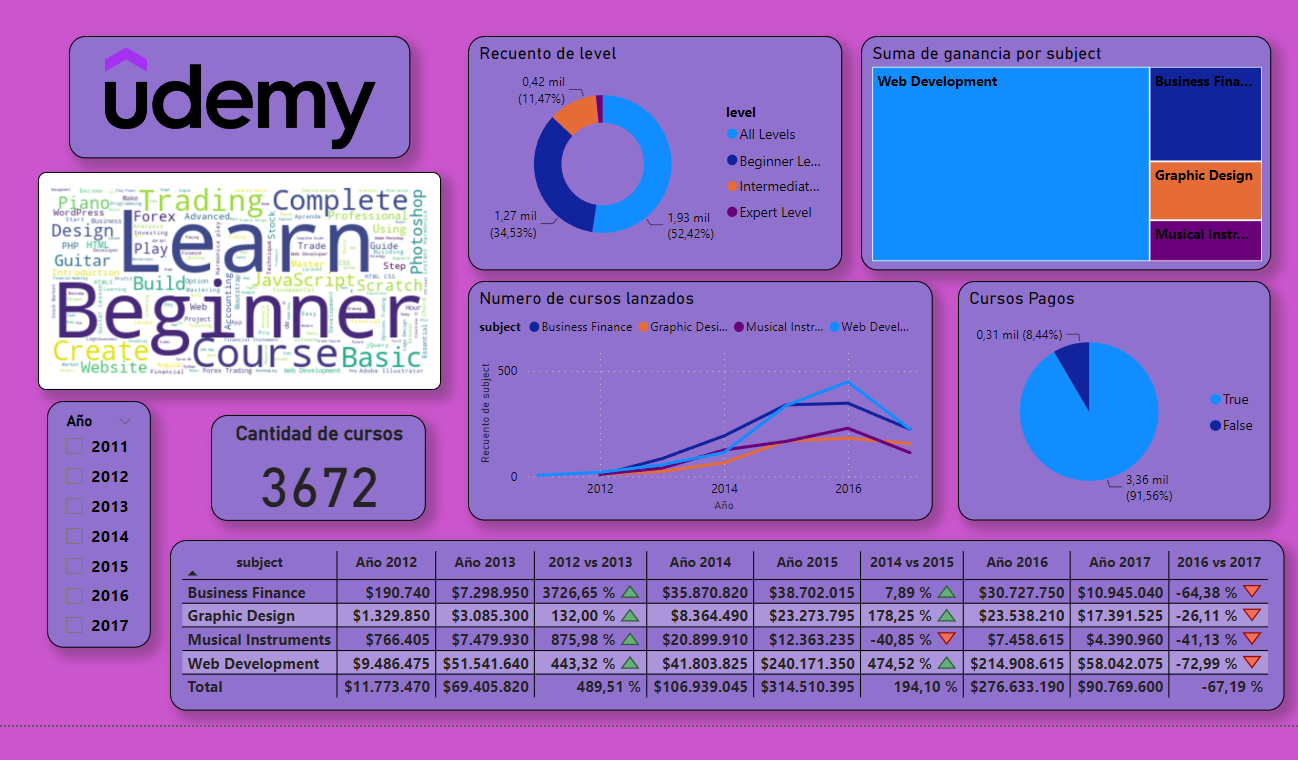 udemy
Recuento de level
0,42 mil
(11,47%)
1,27 mil
(34,53%)
1,93 mil
(52,42%)
level
All Levels
Beginner Le...
Intermediat...
Expert Level
Suma de ganancia por subject
Web Development
Business Fina...
Graphic Design
Musical Instr...
Trading
Complete
Piano
WordPress
Forex
Advanced
Professional
Design
Learn
Using
Photoshop
PHP
HTML
Play
Stock
Trade
Guide
Guitar
Master
Step
Introduction
Build
JavaScript
Scratch
Web
Accounting
Beginner
Create
Course
Basic
Website
Numero de cursos lanzados
subject Business Finance Graphic Desi... Musical Instr... Web Devel...
Recuento de subject
500
0
2012 2014 2016
Año
Cursos Pagos
0,31 mil (8,44%)
3,36 mil
(91,56%)
True
False
Año
2011
2012
2013
2014
2015
2016
2017
Cantidad de cursos
3672
subject Año 2012 Año 2013 2012 vs 2013 Año 2014 Año 2015 2014 vs 2015 Año 2016 Año 2017 2016 vs 2017
Business Finance $190.740 $7.298.950 3726,65 % $35.870.820 $38.702.015 7,89 % $30.727.750 $10.945.040 -64,38 %
Graphic Design $1.329.850 $3.085.300 132,00 % $8.364.490 $23.273.795 178,25 % $23.538.210 $17.391.525 -26,11 %
Musical Instruments $766.405 $7.479.930 875,98 % $20.899.910 $12.363.235 -40,85 % $7.458.615 $4.390.960 -41,13 %
Web Development $9.486.475 $51.541.640 443,32 % $41.803.825 $240.171.350 474,52 % $214.908.615 $58.042.075 -72,99 %
Total $11.773.470 $69.405.820 489,51 % $106.939.045 $314.510.395 194,10 % $276.633.190 $90.769.600 -67,19 %